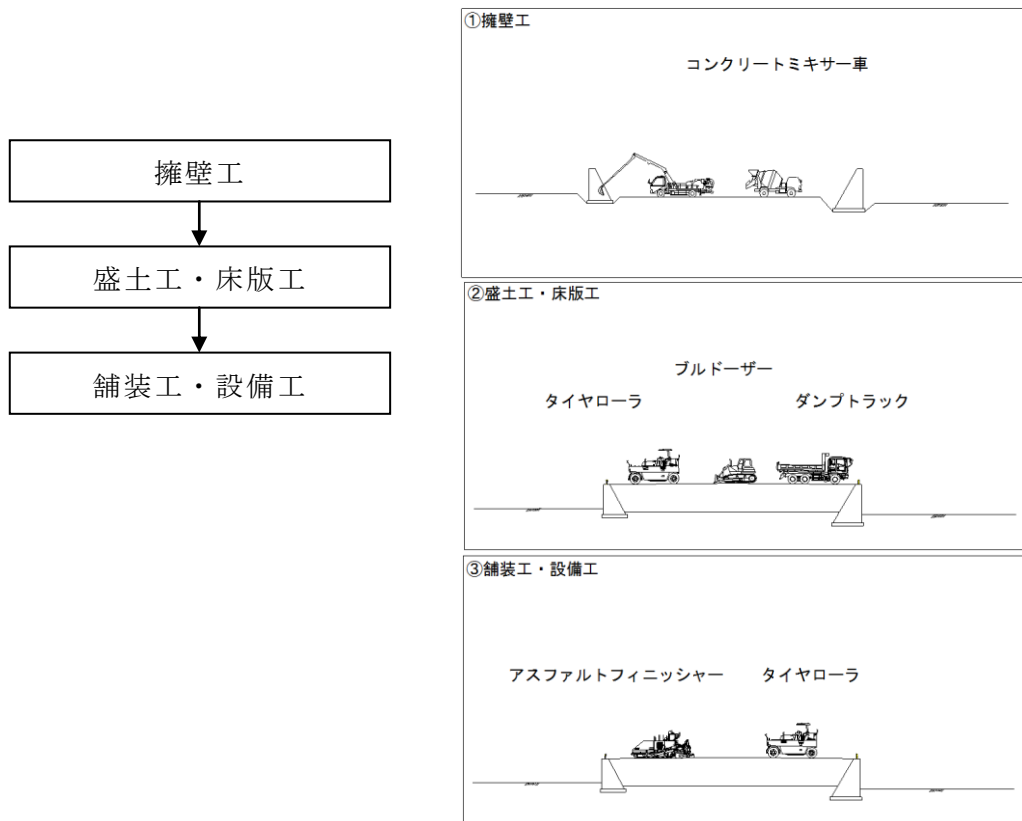 擁壁工
盛土工・床版工
舗装工・設備工
①擁壁工
コンクリートミキサー車
②盛土工・床版工
ブルドーザー
タイヤローラ
ダンプトラック
③舗装工・設備工
アスファルトフィニッシャー
タイヤローラ